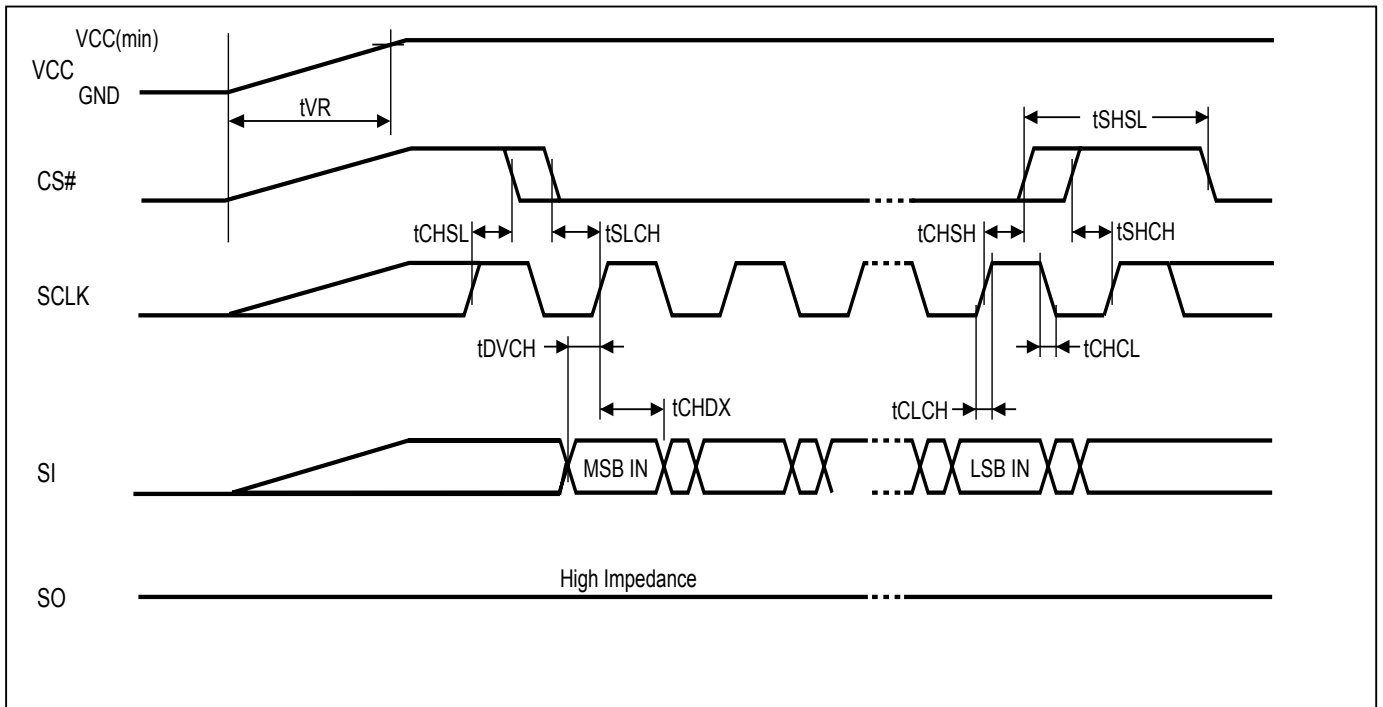 VCC(min)
VCC
GND
tVR
tSHSL
CS#
tCHSL
tSLCH
tCHSH
tSHCH
SCLK
tDVCH
tCHCL
tCHDX
tCLCH
SI
MSB IN
LSB IN
High Impedance
SO